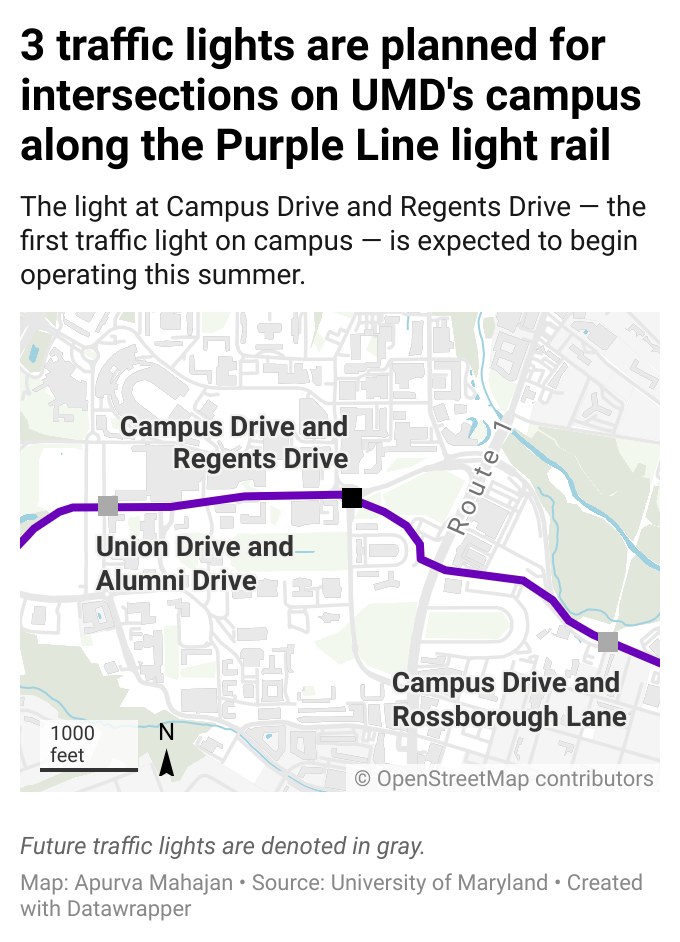 3 traffic lights are planned for
intersections on UMD's campus
along the Purple Line light rail
The light at Campus Drive and Regents Drive — the
first traffic light on campus — is expected to begin
operating this summer.
Campus Drive and
Regents Drive
Route 1
Union Drive and
Alumni Drive
Campus Drive and
Rossborough Lane
1000
feet
N
© OpenStreetMap contributors
Future traffic lights are denoted in gray.
Map: Apurva Mahajan • Source: University of Maryland • Created
with Datawrapper